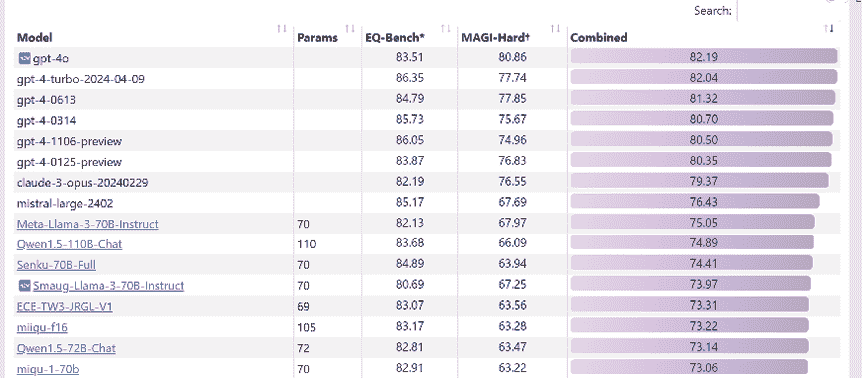 Search:
Model Params EQ-Bench* MAGI-Hard† Combined
gpt-4o 83.51 80.86 82.19
gpt-4-turbo-2024-04-09 86.35 77.74 82.04
gpt-4-0613 84.79 77.85 81.32
gpt-4-0314 85.73 75.67 80.70
gpt-4-1106-preview 86.05 74.96 80.50
gpt-4-0125-preview 83.87 76.83 80.35
claude-3-opus-20240229 82.19 76.55 79.37
mistral-large-2402 85.17 67.69 76.43
Meta-Llama-3-70B-Instruct 70 82.13 67.97 75.05
Qwen1.5-110B-Chat 110 83.68 66.09 74.89
Senku-70B-Full 70 84.89 63.94 74.41
Smaug-Llama-3-70B-Instruct 70 80.69 67.25 73.97
ECE-TW3-JRGL-V1 69 83.07 63.56 73.31
miiqu-f16 105 83.17 63.28 73.22
Qwen1.5-72B-Chat 72 82.81 63.47 73.14
miqu-1-70b 70 82.91 63.22 73.06